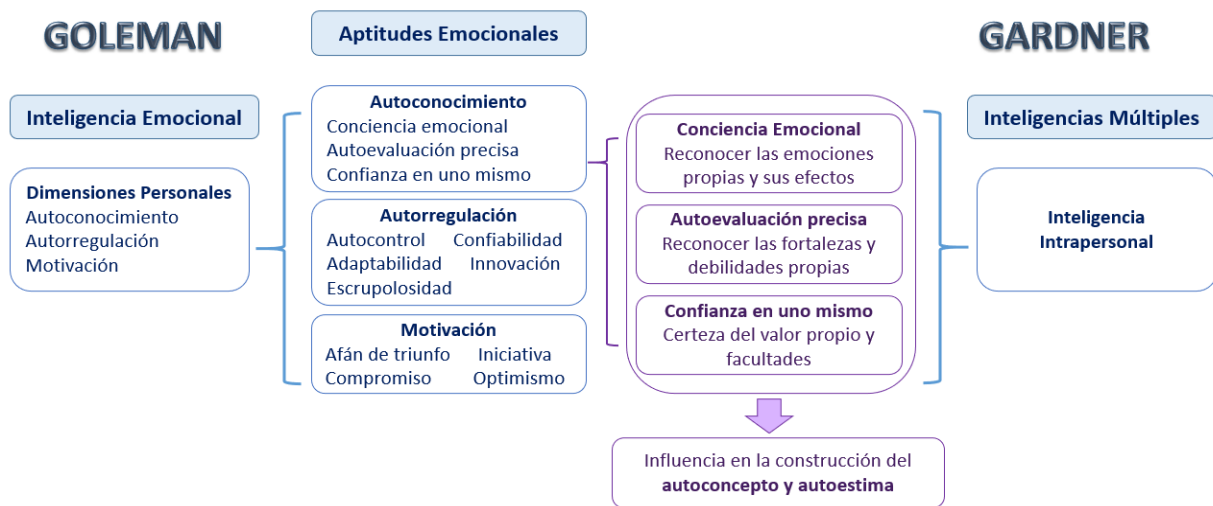 GOLEMAN
Aptitudes Emocionales
GARDNER
Inteligencia Emocional
Dimensiones Personales
Autoconocimiento
Autorregulación
Motivación
Autoconocimiento
Conciencia emocional
Autoevaluación precisa
Confianza en uno mismo
Autorregulación
Autocontrol Confiabilidad
Adaptabilidad Innovación
Escrupolosidad
Motivación
Afán de triunfo Iniciativa
Compromiso Optimismo
Conciencia Emocional
Reconocer las emociones
propias y sus efectos
Autoevaluación precisa
Reconocer las fortalezas y
debilidades propias
Confianza en uno mismo
Certeza del valor propio y
facultades
Influencia en la construcción del
autoconcepto y autoestima
Inteligencias Múltiples
Inteligencia
Intrapersonal